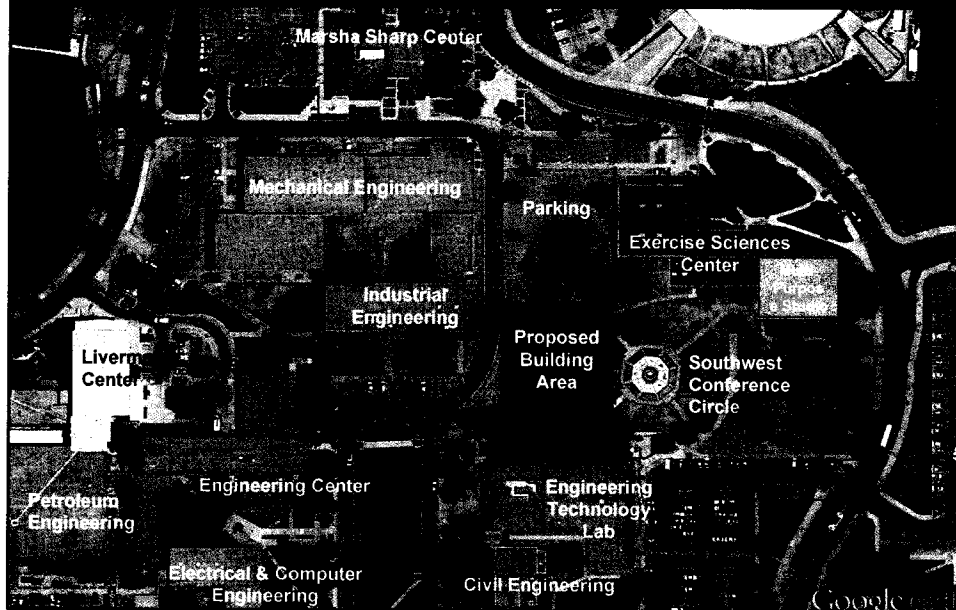 Marsha Sharp Center
Mechanical Engineering
Parking
Exercise Sciences
Center
Industrial
Engineering
Proposed
Building
Area
Southwest
Conference
Circle
Center
Petroleum
Engineering
Engineering Center
Engineering
Technology
Lab
Electrical & Computer
Engineering
Civil Engineering
Google